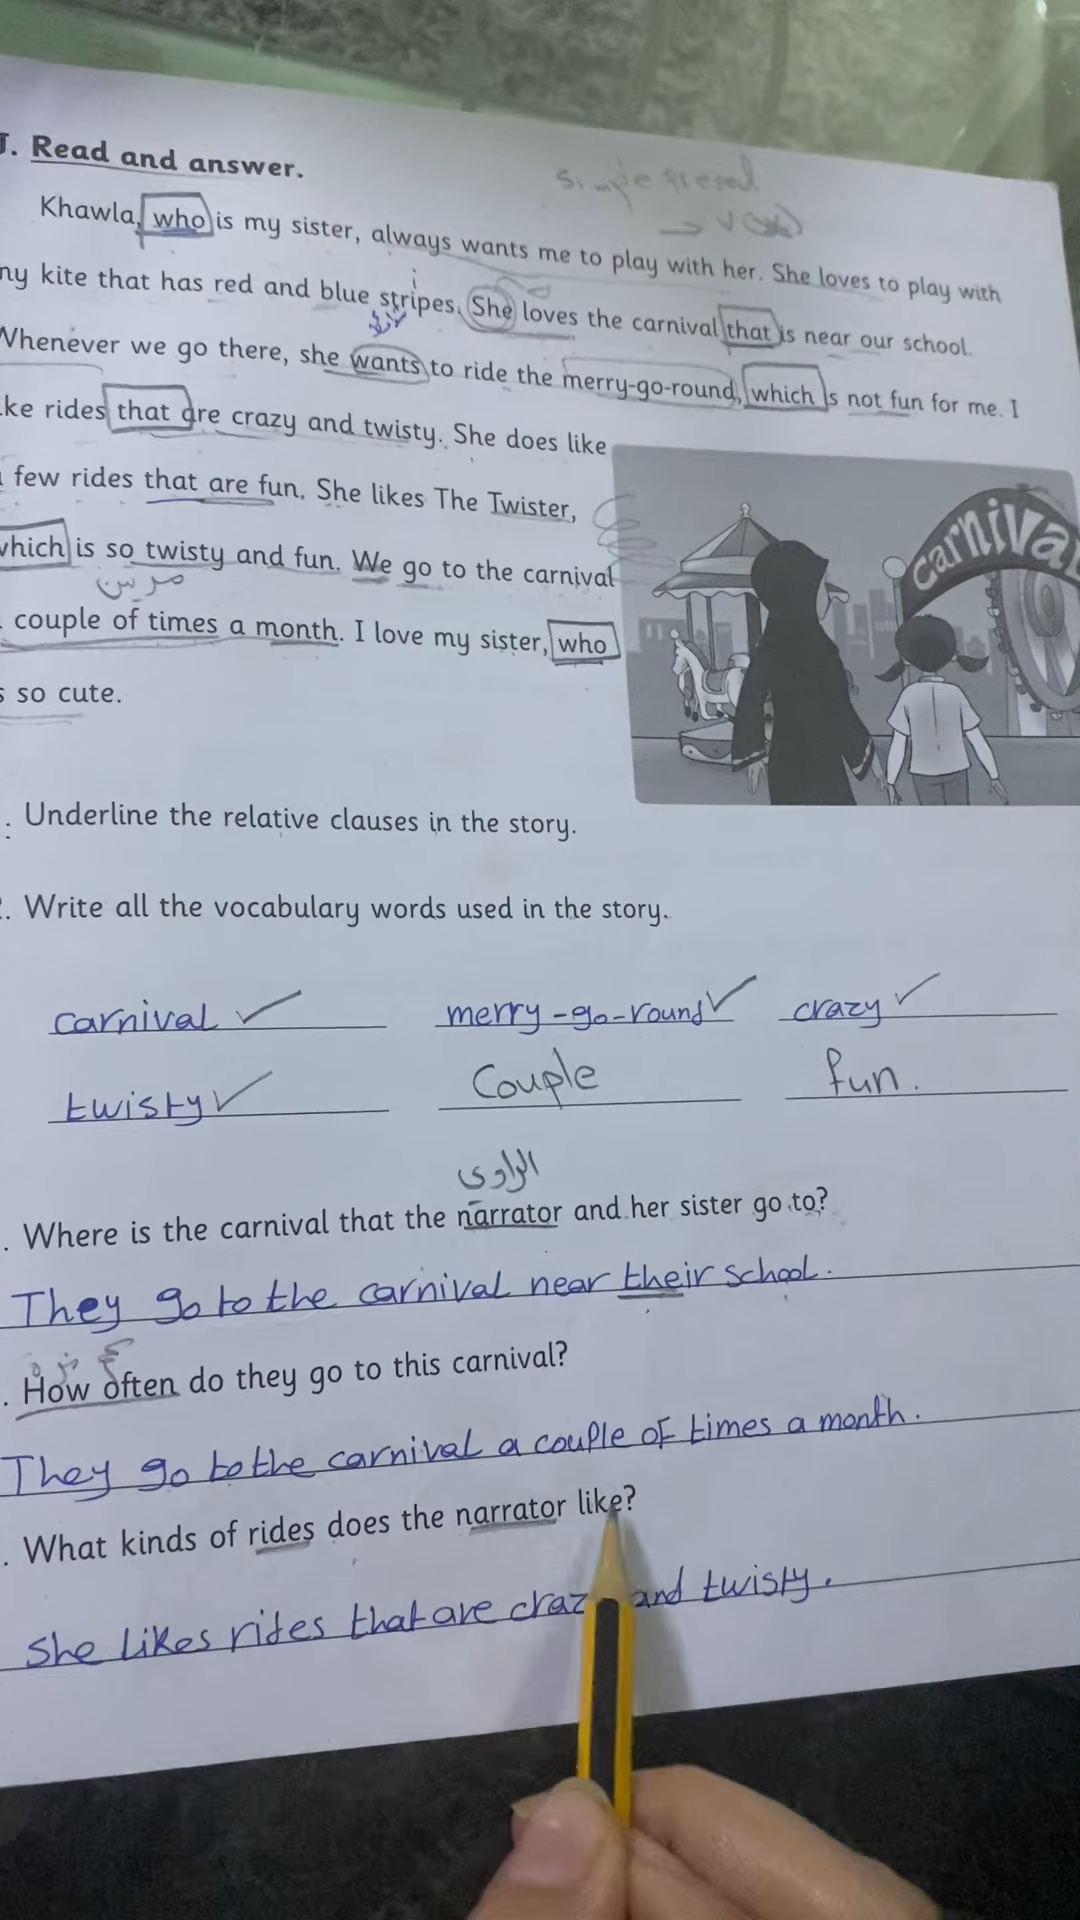 J. Read and answer.
simple present
Khawla, who is my sister, always wants me to play with her. She loves to play with
my kite that has red and blue stripes. She loves the carnival that is near our school.
Whenever we go there, she wants to ride the merry-go-round, which is not fun for me. I
ke rides that are crazy and twisty. She does like
few rides that are fun. She likes The Twister,
which is so twisty and fun. We go to the carnival
مرتين
couple of times a month. I love my sister, who
s so cute.
carnival
: Underline the relative clauses in the story.
. Write all the vocabulary words used in the story.
carnival merry-go-round crazy
twisty Couple fun.
الراوى
. Where is the carnival that the narrator and her sister go to?
They go to the carnival near their school.
. How often do they go to this carnival?
They go to the carnival a couple of times a month.
. What kinds of rides does the narrator like?
She likes rides that are craz and twisty.